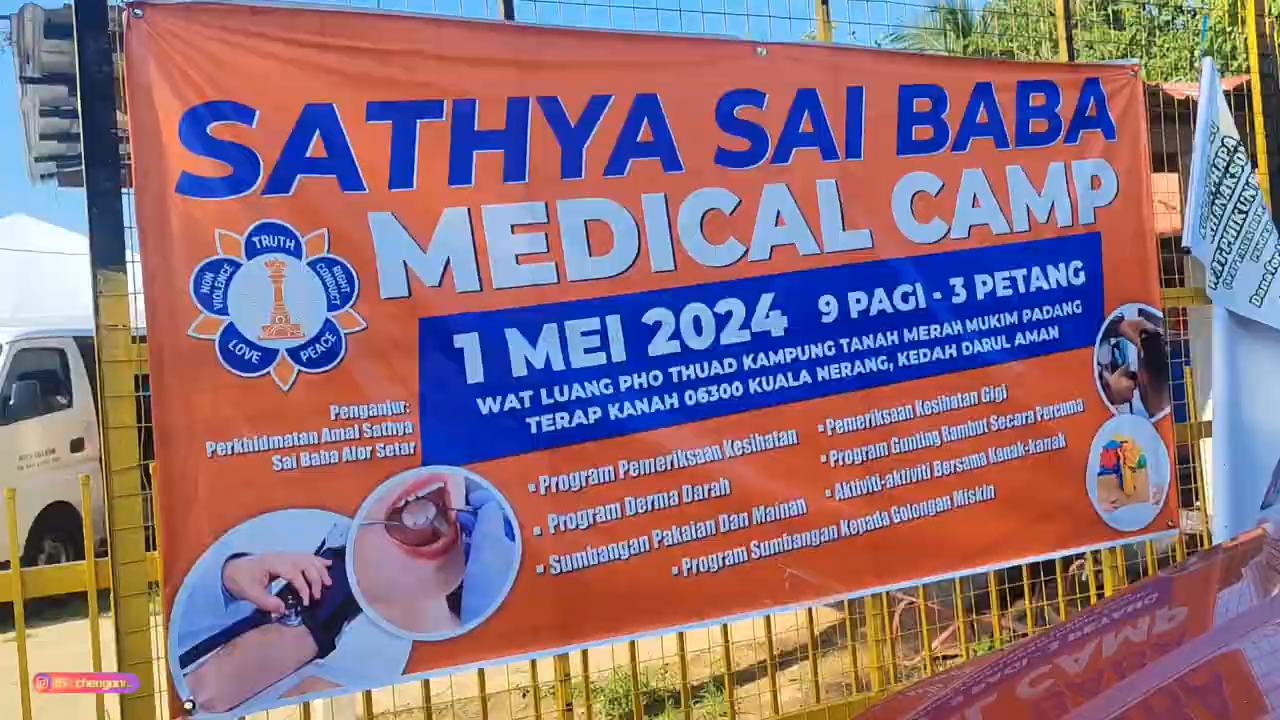 SATHYA SAI BABA
MEDICAL CAMP
TRUTH
NON VIOLENCE
RIGHT CONDUCT
LOVE
PEACE
1 MEI 2024 9 PAGI - 3 PETANG
WAT LUANG PHO THUAD KAMPUNG TANAH MERAH MUKIM PADANG
TERAP KANAH 06300 KUALA NERANG, KEDAH DARUL AMAN
Penganjur:
Perkhidmatan Amal Sathya
Sai Baba Alor Setar
•Program Pemeriksaan Kesihatan
• Program Derma Darah
•Sumbangan Pakaian Dan Mainan
•Pemeriksaan Kesihatan Gigi
•Program Gunting Rambut Secara Percuma
•Aktiviti-aktiviti Bersama Kanak-kanak
•Program Sumbangan Kepada Golongan Miskin
CAMP